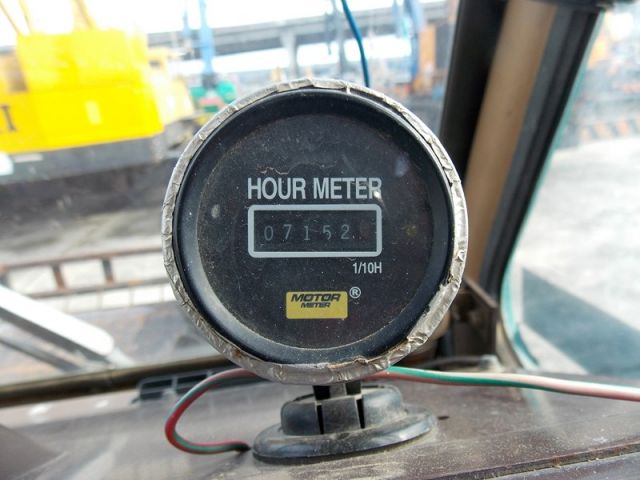 HOUR METER
07152
1/10H
MOTOR ®
METER